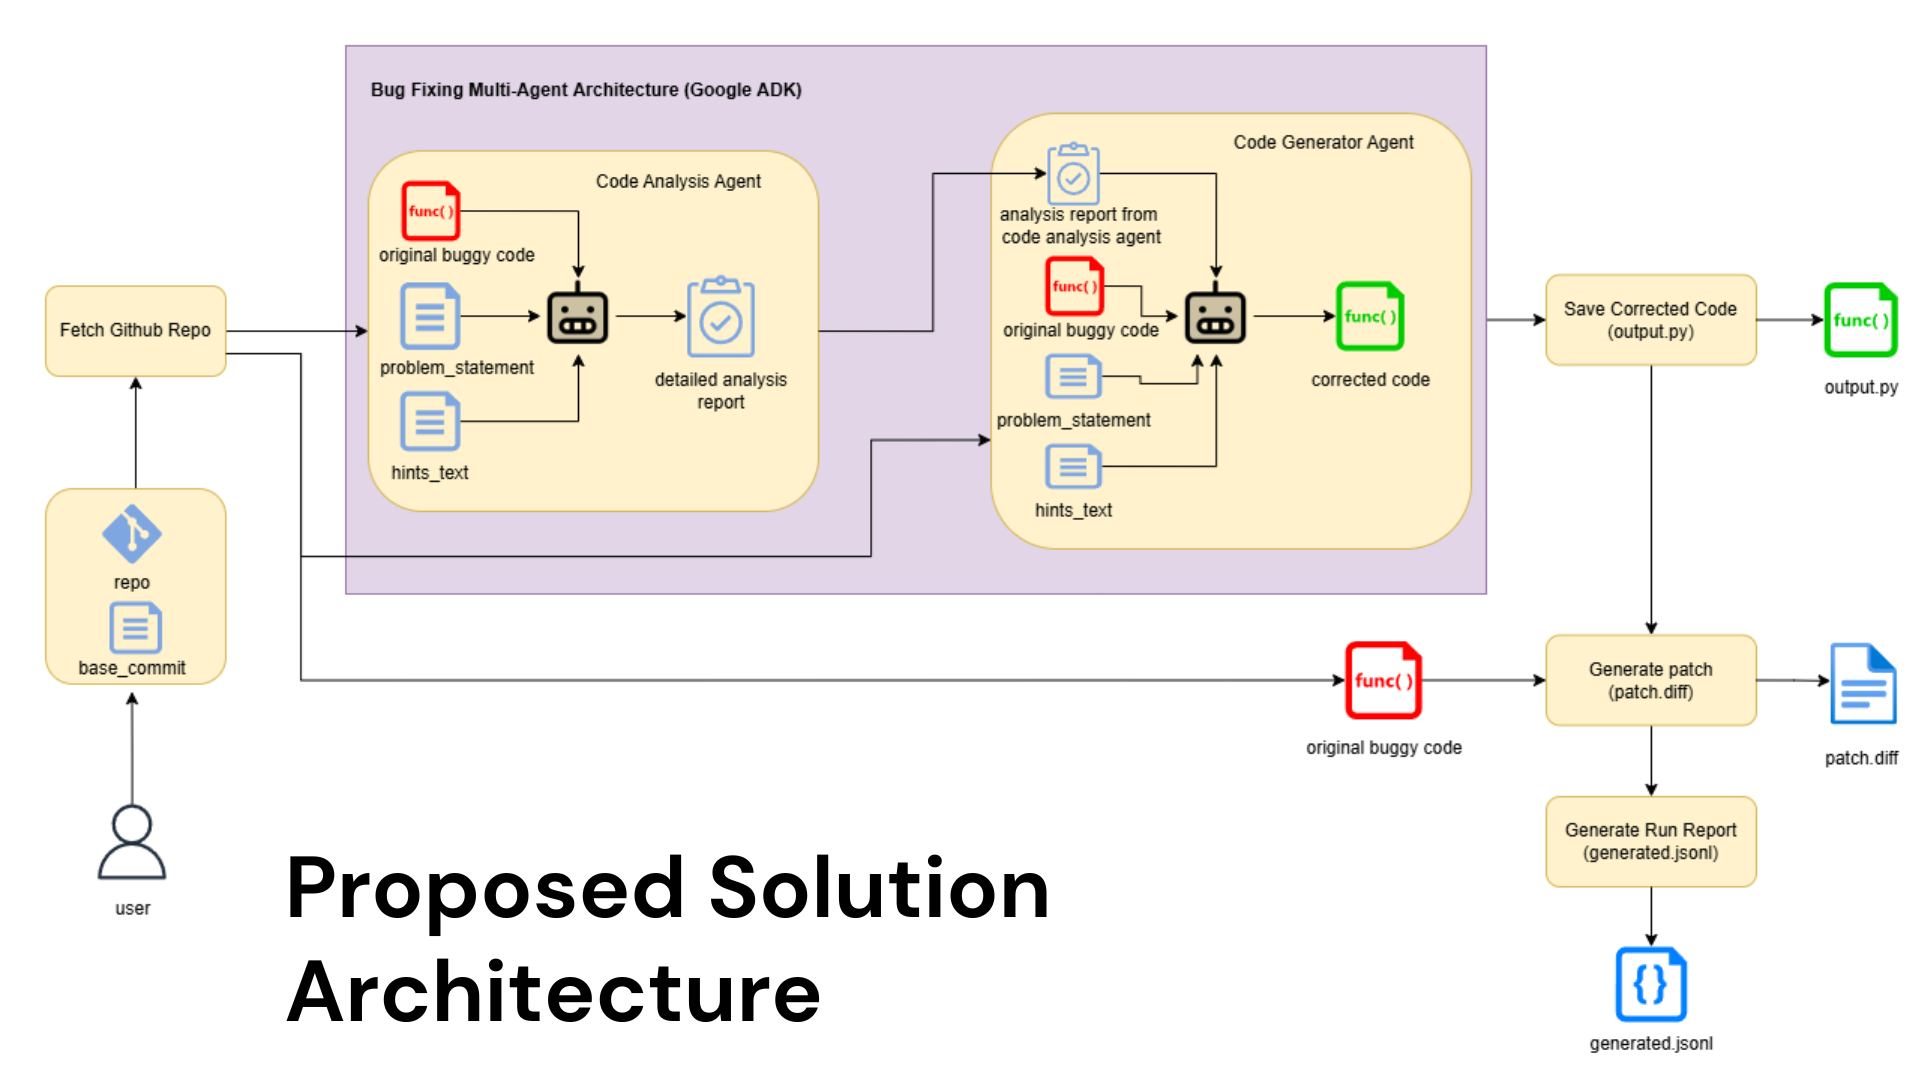 Bug Fixing Multi-Agent Architecture (Google ADK)
Code Analysis Agent
func( )
original buggy code
problem_statement
hints_text
detailed analysis
report
Code Generator Agent
analysis report from
code analysis agent
func( )
original buggy code
problem_statement
hints_text
func( )
corrected code
Fetch Github Repo
repo
base_commit
user
Save Corrected Code
(output.py)
func( )
output.py
func( )
original buggy code
Generate patch
(patch.diff)
patch.diff
Generate Run Report
(generated.jsonl)
{}
generated.jsonl
Proposed Solution
Architecture